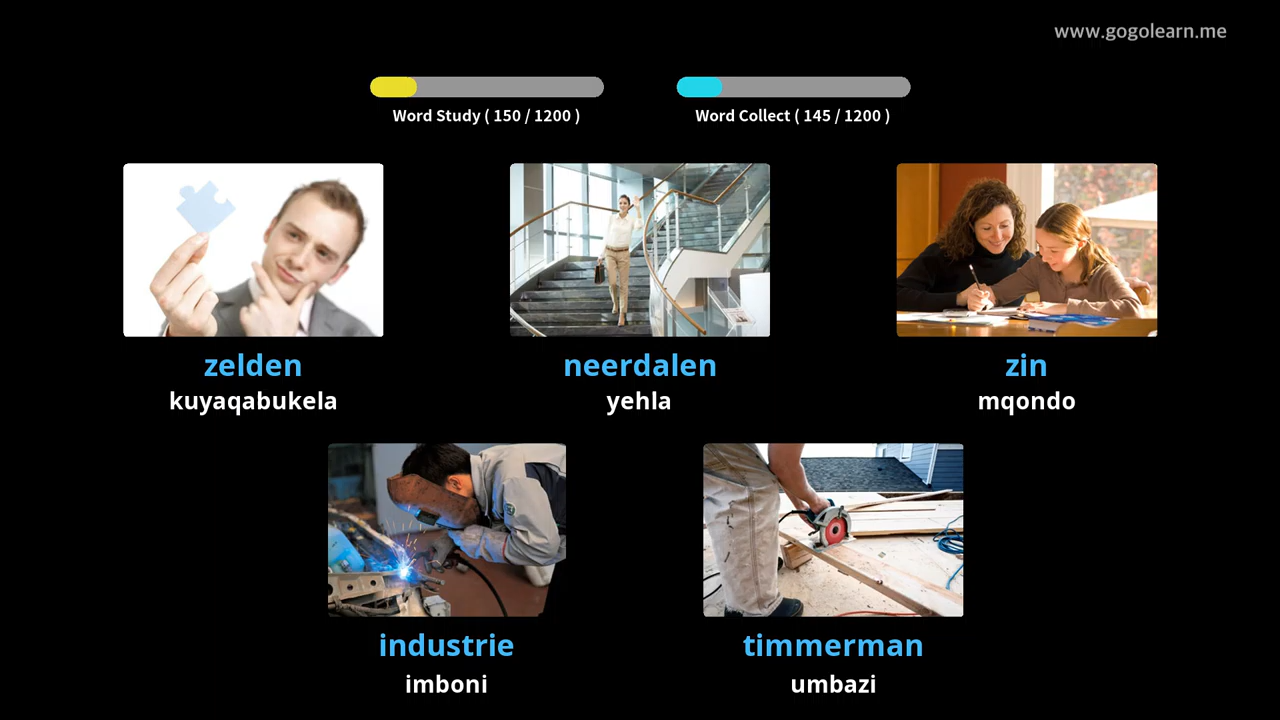 www.gogolearn.me
Word Study ( 150 / 1200 )
Word Collect ( 145 / 1200 )
zelden
kuyaqabukela
neerdalen
yehla
zin
mqondo
industrie
imboni
timmerman
umbazi